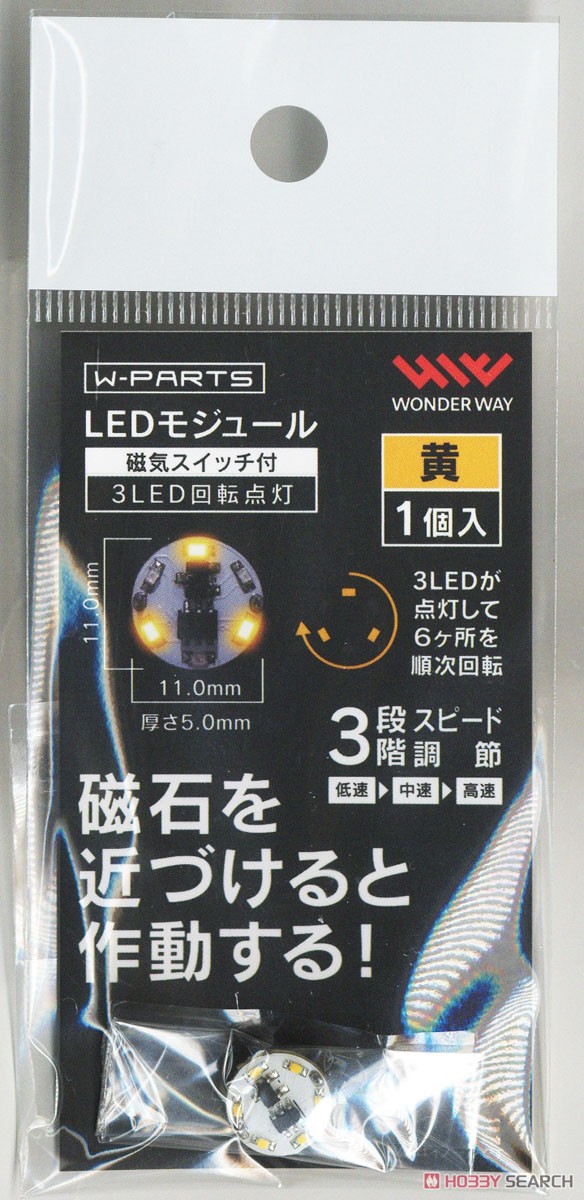 W-PARTS
WONDER WAY
LEDモジュール
磁気スイッチ付
3LED回転点灯
黄
1個入
11.0mm
11.0mm
厚さ5.0mm
3LEDが
点灯して
6ヶ所を
順次回転
3段階スピード調節
低速▶中速▶高速
磁石を
近づけると
作動する!
HOBBY SEARCH